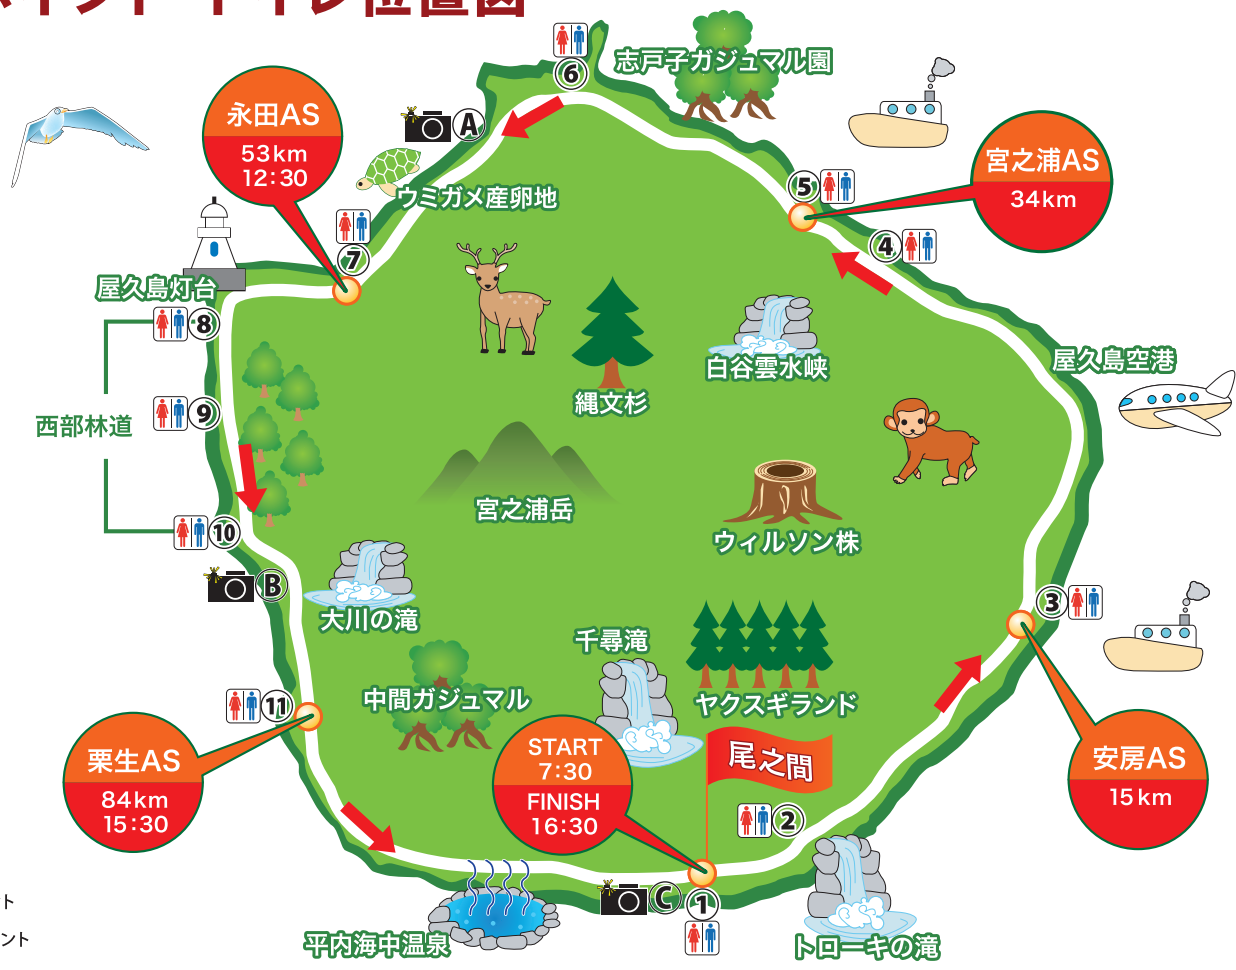 トイレ位置図
⑥
志戸子ガジュマル園
永田AS
53km
12:30
Ⓐ
ウミガメ産卵地
宮之浦AS
34km
⑤
④
⑦
屋久島灯台
⑧
白谷雲水峡
屋久島空港
縄文杉
西部林道
⑨
宮之浦岳
ウィルソン株
⑩
Ⓑ
大川の滝
③
千尋滝
中間ガジュマル
ヤクスギランド
⑪
栗生AS
84km
15:30
START
7:30
FINISH
16:30
尾之間
安房AS
15km
②
Ⓒ
①
平内海中温泉
トローキの滝
ト
ント